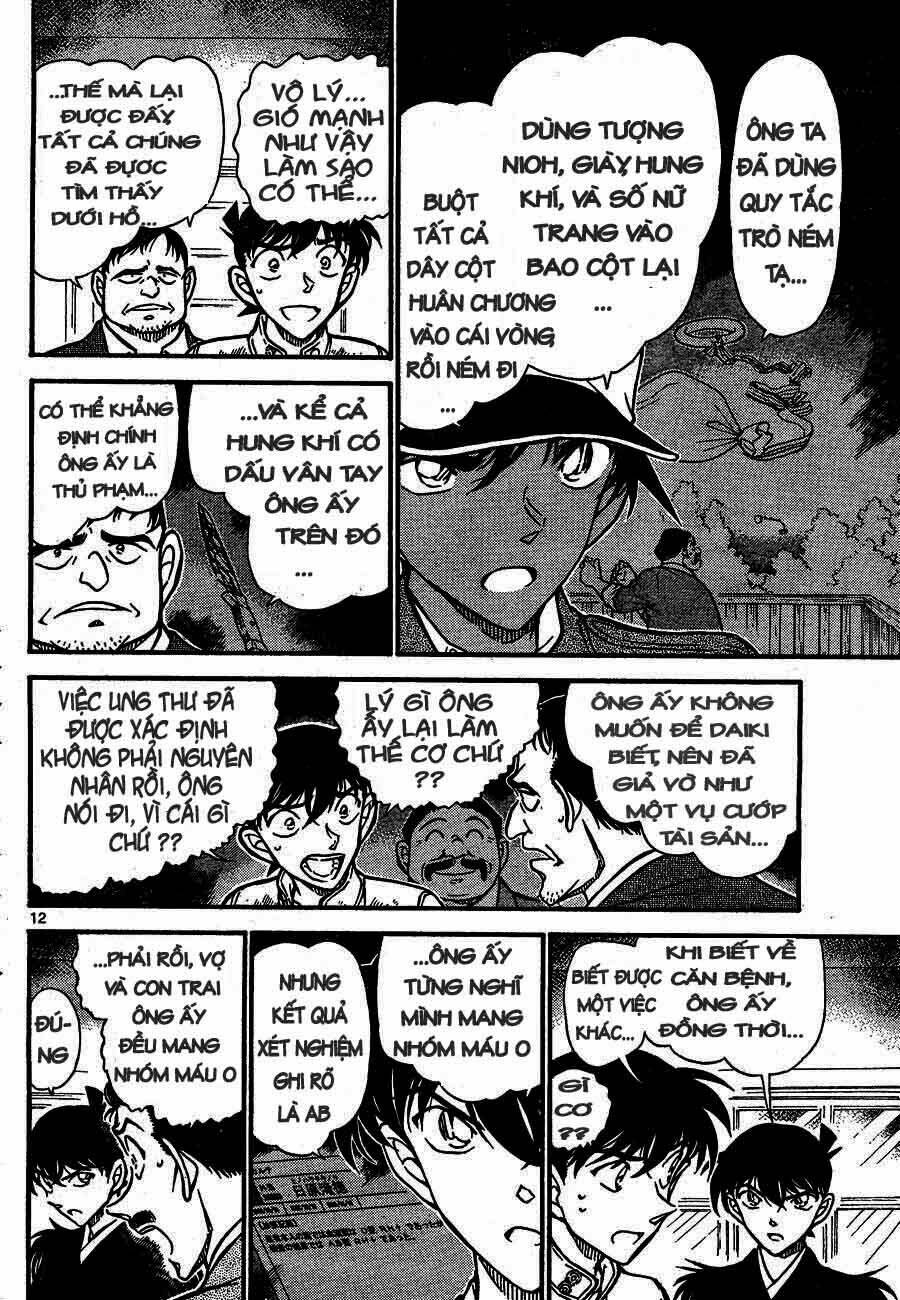 ÔNG TA
ĐÃ DÙNG
QUY TẮC
TRÒ NÉM
TẠ...
DÙNG TƯỢNG
NIOH, GIÀY, HUNG
KHÍ, VÀ SỐ NỮ
TRANG VÀO
BAO CỘT LẠI
...
BUỘT
TẤT CẢ
DÂY CỘT
HUÂN CHƯƠNG
VÀO CÁI VÒNG,
RỒI NÉM ĐI
...
VÔ LÝ...
GIÓ MẠNH
NHƯ VẬY
LÀM SAO
CÓ THỂ...
...THẾ MÀ LẠI
ĐƯỢC ĐẤY,
TẤT CẢ CHÚNG
ĐÃ ĐỰƠC
TÌM THẤY
DƯỚI HỒ...
...VÀ KỂ CẢ
HUNG KHÍ CÓ
DẤU VÂN TAY
ÔNG ẤY
TRÊN ĐÓ
...
CÓ THỂ KHẲNG
ĐỊNH CHÍNH
ÔNG ẤY LÀ
THỦ PHẠM...
ÔNG ẤY KHÔNG
MUỐN ĐỂ DAIKI
BIẾT, NÊN ĐÃ
GIẢ VỜ NHƯ
MỘT VỤ CƯỚP
TÀI SẢN...
LÝ GÌ ÔNG
ẤY LẠI LÀM
THẾ CƠ CHỨ
??
VIỆC UNG THƯ ĐÃ
ĐƯỢC XÁC ĐỊNH
KHÔNG PHẢI NGUYÊN
NHÂN RỒI, ÔNG
NÓI ĐI, VÌ CÁI GÌ
CHỨ ??
12
KHI BIẾT VỀ
CĂN BỆNH,
ÔNG ẤY
ĐỒNG THỜI...
BIẾT ĐƯỢC
MỘT VIỆC
KHÁC...
GÌ
CƠ
??
...ÔNG ẤY
TỪNG NGHĨ
MÌNH MANG
NHÓM MÁU O
NHƯNG
KẾT QUẢ
XÉT NGHIỆM
GHI RÕ
LÀ AB
...PHẢI RỒI, VỢ
VÀ CON TRAI
ÔNG ẤY
ĐỀU MANG
NHÓM MÁU O
ĐÚ-
NG